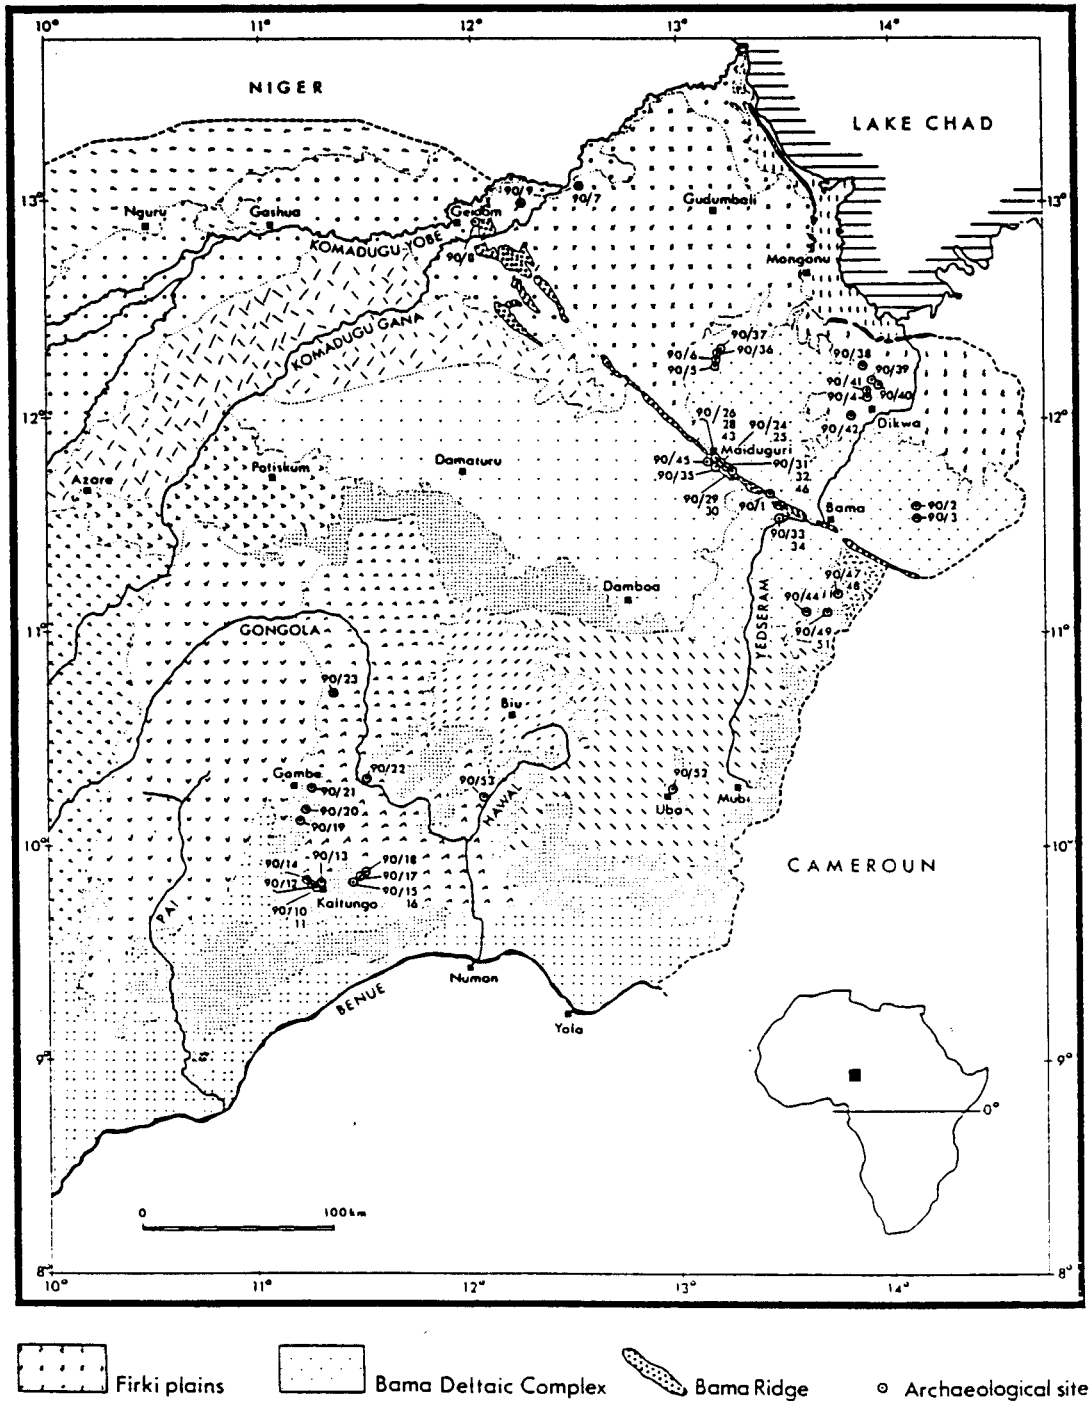 10° 11° 12° 13° 14°
NIGER
LAKE CHAD
13° 13°
90/9
90/7
Nguru
Gashua
Geidam
Gudumbali
KOMADUGU-YOBE
90/8
Monguno
KOMADUGU GANA
90/37
90/6 90/36
90/5
90/38
90/39
90/41
90/4 90/40
12° 12°
90/42
Dikwa
90/26
28
43
90/24
25
Maiduguri
90/45
90/35
90/31
32
46
90/29
30
90/1
Bama
90/2
90/3
90/33
34
Azare
Potiskum
Damaturu
Damboa
90/47
48
90/44
90/49
51
11° 11°
GONGOLA
YEDSERAM
90/23
Biu
Gombe
90/22
90/21
90/53
HAWAL
90/52
Uba
Mubi
90/20
90/19
10° 10°
CAMEROUN
90/14
90/13
90/18
90/12
90/17
90/10
11
Kaltungo
90/15
16
PAI
Numan
BENUE
Yola
9° 9°
0°
0 100 km
8° 8°
10° 11° 12° 13° 14°
Firki plains
Bama Deltaic Complex
Bama Ridge
Archaeological site